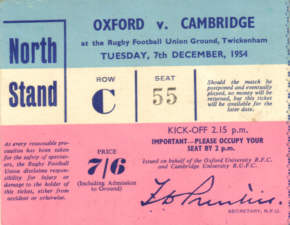 OXFORD v. CAMBRIDGE
at the Rugby Football Union Ground, Twickenham
TUESDAY, 7th DECEMBER, 1954
North
Stand
ROW
C
SEAT
55
Should the match be
postponed and eventually
played, no money will be
returned, but this ticket
will be available for the
later date.
KICK-OFF 2.15 p.m.
IMPORTANT—PLEASE OCCUPY YOUR
SEAT BY 2 p.m.
As every reasonable pre-
caution has been taken
for the safety of spectat-
ors, the Rugby Football
Union disclaims responsi-
bility for injury or
damage to the holder of
this ticket, either from
accident or otherwise.
PRICE
7/6
(Including Admission
to Ground)
Issued on behalf of the Oxford University R.F.C.
and Cambridge University R.U.F.C.
SECRETARY, R.F.U.